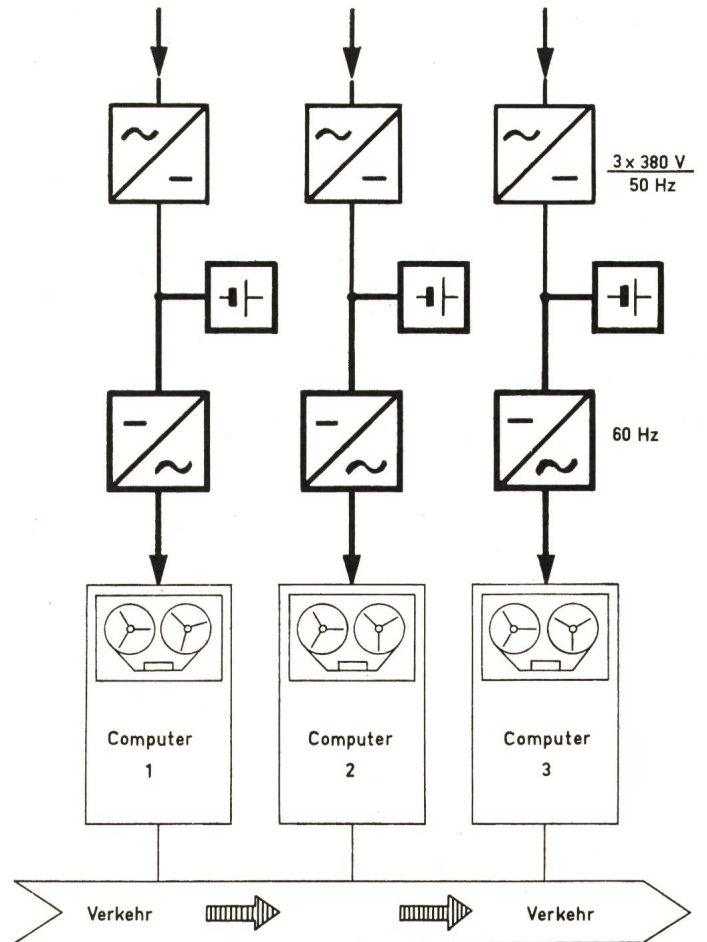 3 x 380 V
50 Hz
60 Hz
Computer
1
Computer
2
Computer
3
Verkehr
Verkehr